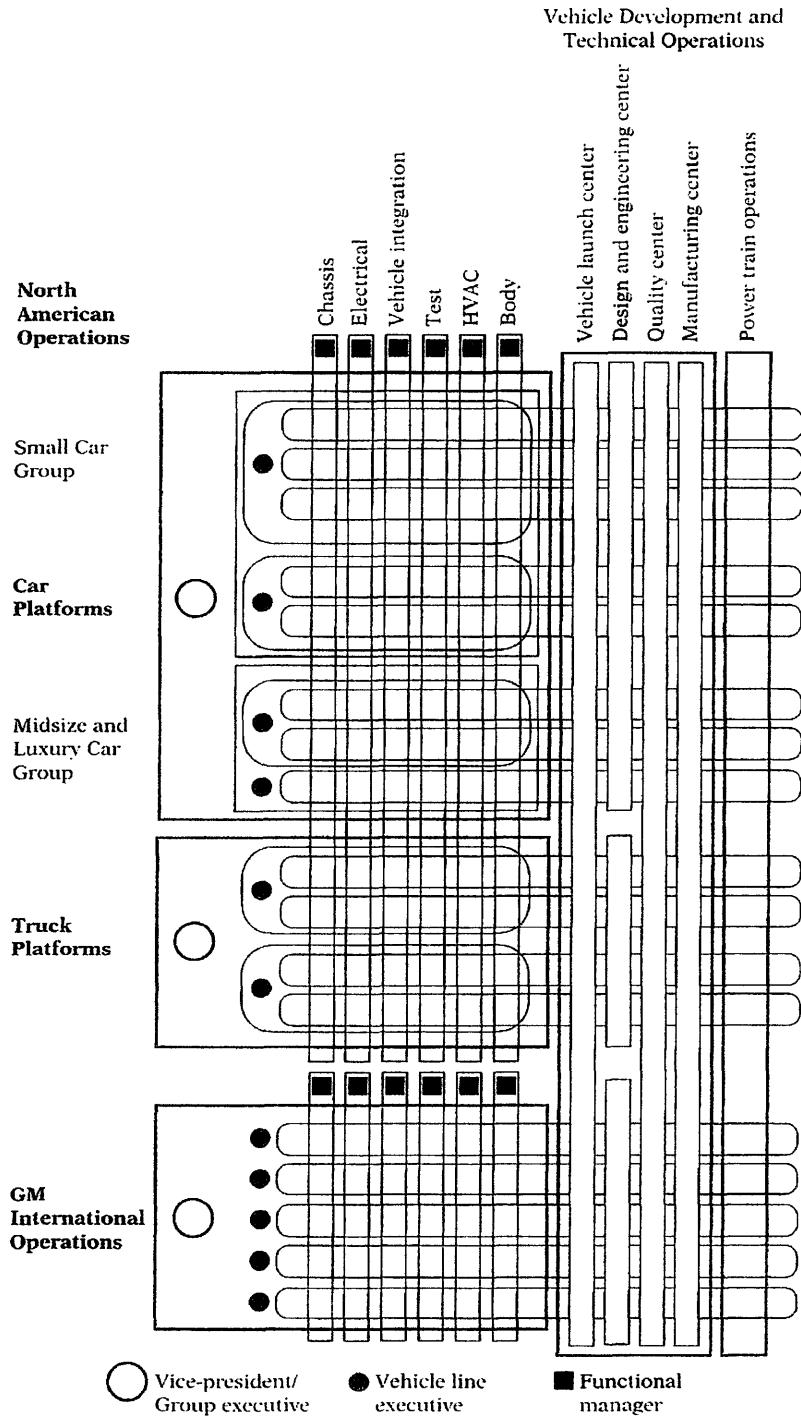 Vehicle Development and
Technical Operations
Vehicle launch center
Design and engineering center
Quality center
Manufacturing center
Power train operations
Chassis
Electrical
Vehicle integration
Test
HVAC
Body
North
American
Operations
Small Car
Group
Car
Platforms
Midsize and
Luxury Car
Group
Truck
Platforms
GM
International
Operations
Vice-president/
Group executive
Vehicle line
executive
Functional
manager